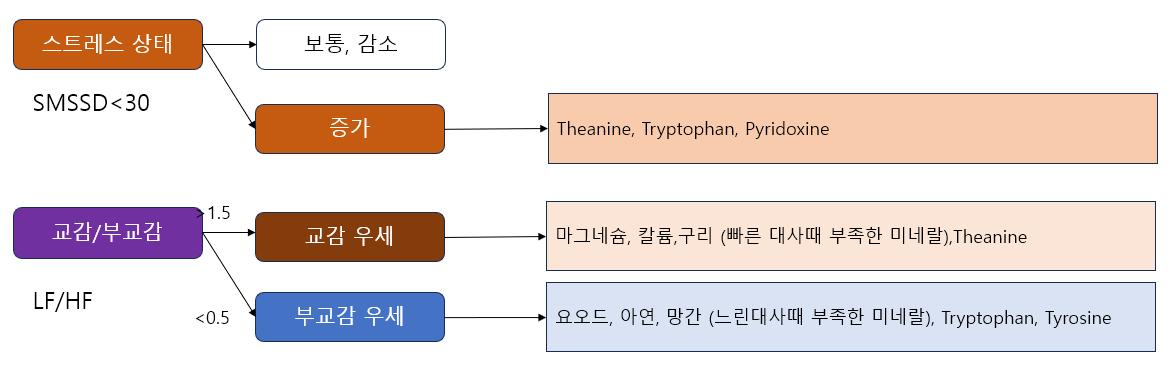 스트레스 상태
보통, 감소
SMSSD<30
증가
Theanine, Tryptophan, Pyridoxine
교감/부교감
>1.5
교감 우세
마그네슘, 칼륨,구리 (빠른 대사때 부족한 미네랄),Theanine
LF/HF
<0.5
부교감 우세
요오드, 아연, 망간 (느린대사때 부족한 미네랄), Tryptophan, Tyrosine